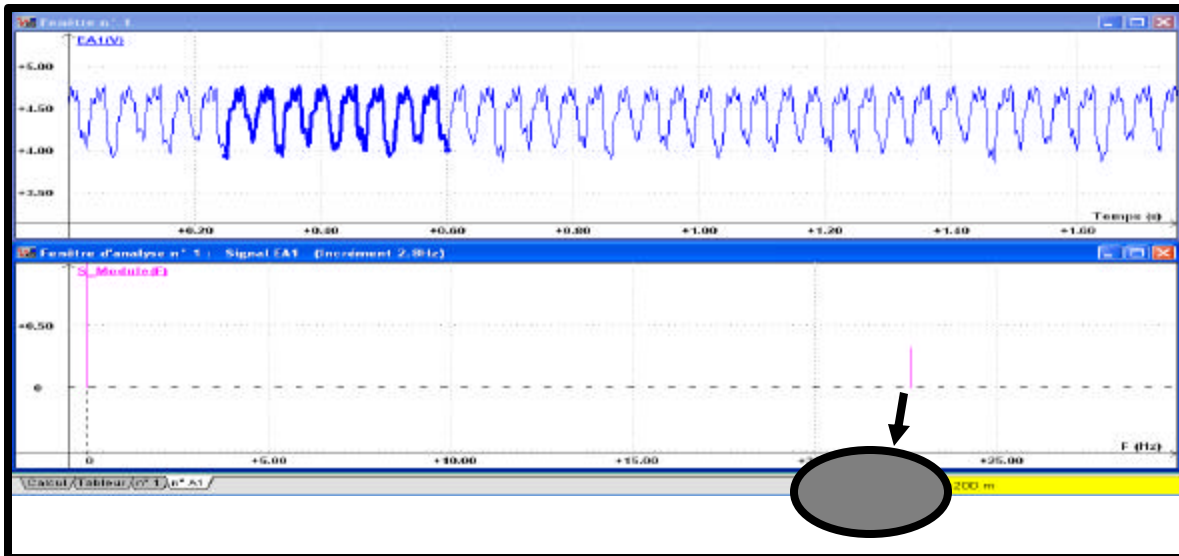 Fenêtre n° 1
EA1(V)
+5.00
+4.50
+4.00
+3.50
Temps (s)
+0.20 +0.40 +0.60 +0.80 +1.00 +1.20 +1.40 +1.60
Fenêtre d'analyse n° 1 : Signal EA1 (Incrément 2.8Hz)
S_Module(F)
+0.50
0
F (Hz)
0 +5.00 +10.00 +15.00 +25.00
Calcul Tableur n° 1 n° A1
200 m